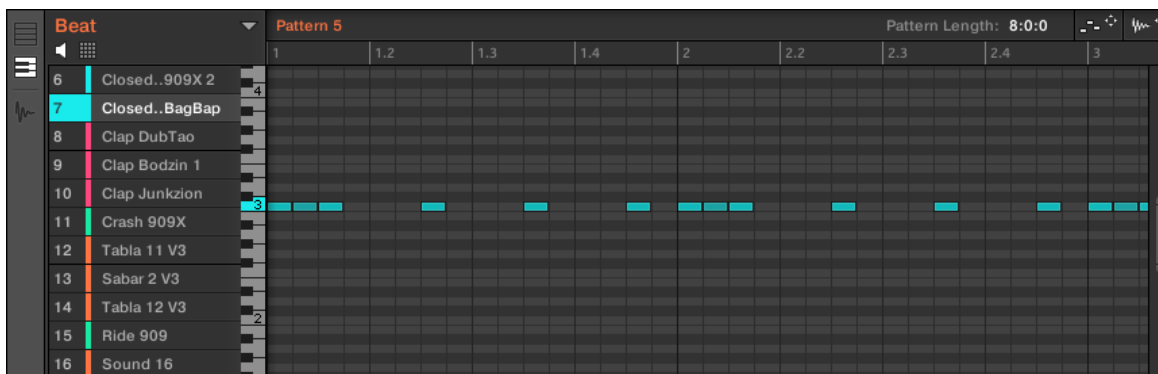 Beat Pattern 5 Pattern Length: 8:0:0
1 1.2 1.3 1.4 2 2.2 2.3 2.4 3
6 Closed..909X 2
4
7 Closed..BagBap
8 Clap DubTao
9 Clap Bodzin 1
10 Clap Junkzion
3
11 Crash 909X
12 Tabla 11 V3
13 Sabar 2 V3
14 Tabla 12 V3
2
15 Ride 909
16 Sound 16